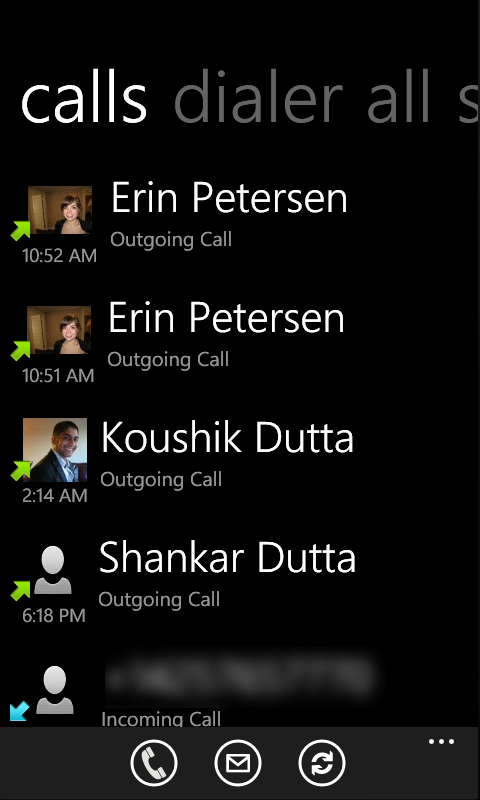 calls dialer all s
Erin Petersen
Outgoing Call
10:52 AM
Erin Petersen
Outgoing Call
10:51 AM
Koushik Dutta
Outgoing Call
2:14 AM
Shankar Dutta
Outgoing Call
6:18 PM
Incoming Call